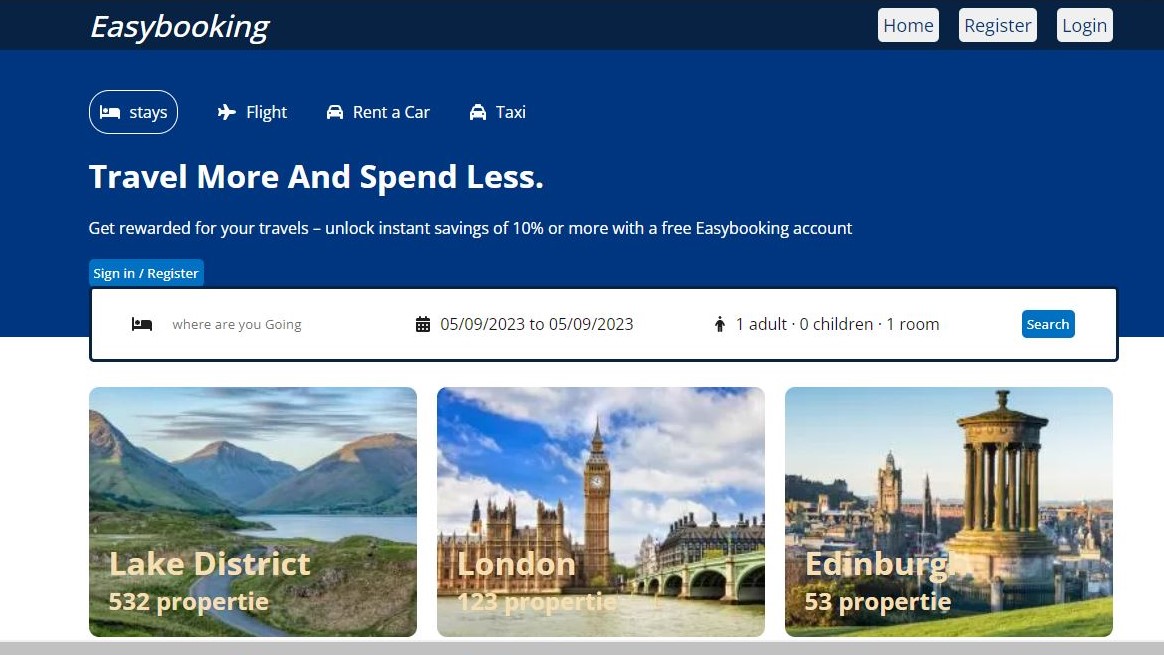 Easybooking
Home Register Login
stays Flight Rent a Car Taxi
Travel More And Spend Less.
Get rewarded for your travels – unlock instant savings of 10% or more with a free Easybooking account
Sign in / Register
where are you Going 05/09/2023 to 05/09/2023 1 adult · 0 children · 1 room Search
Lake District London Edinburgh
532 propertie 123 propertie 53 propertie